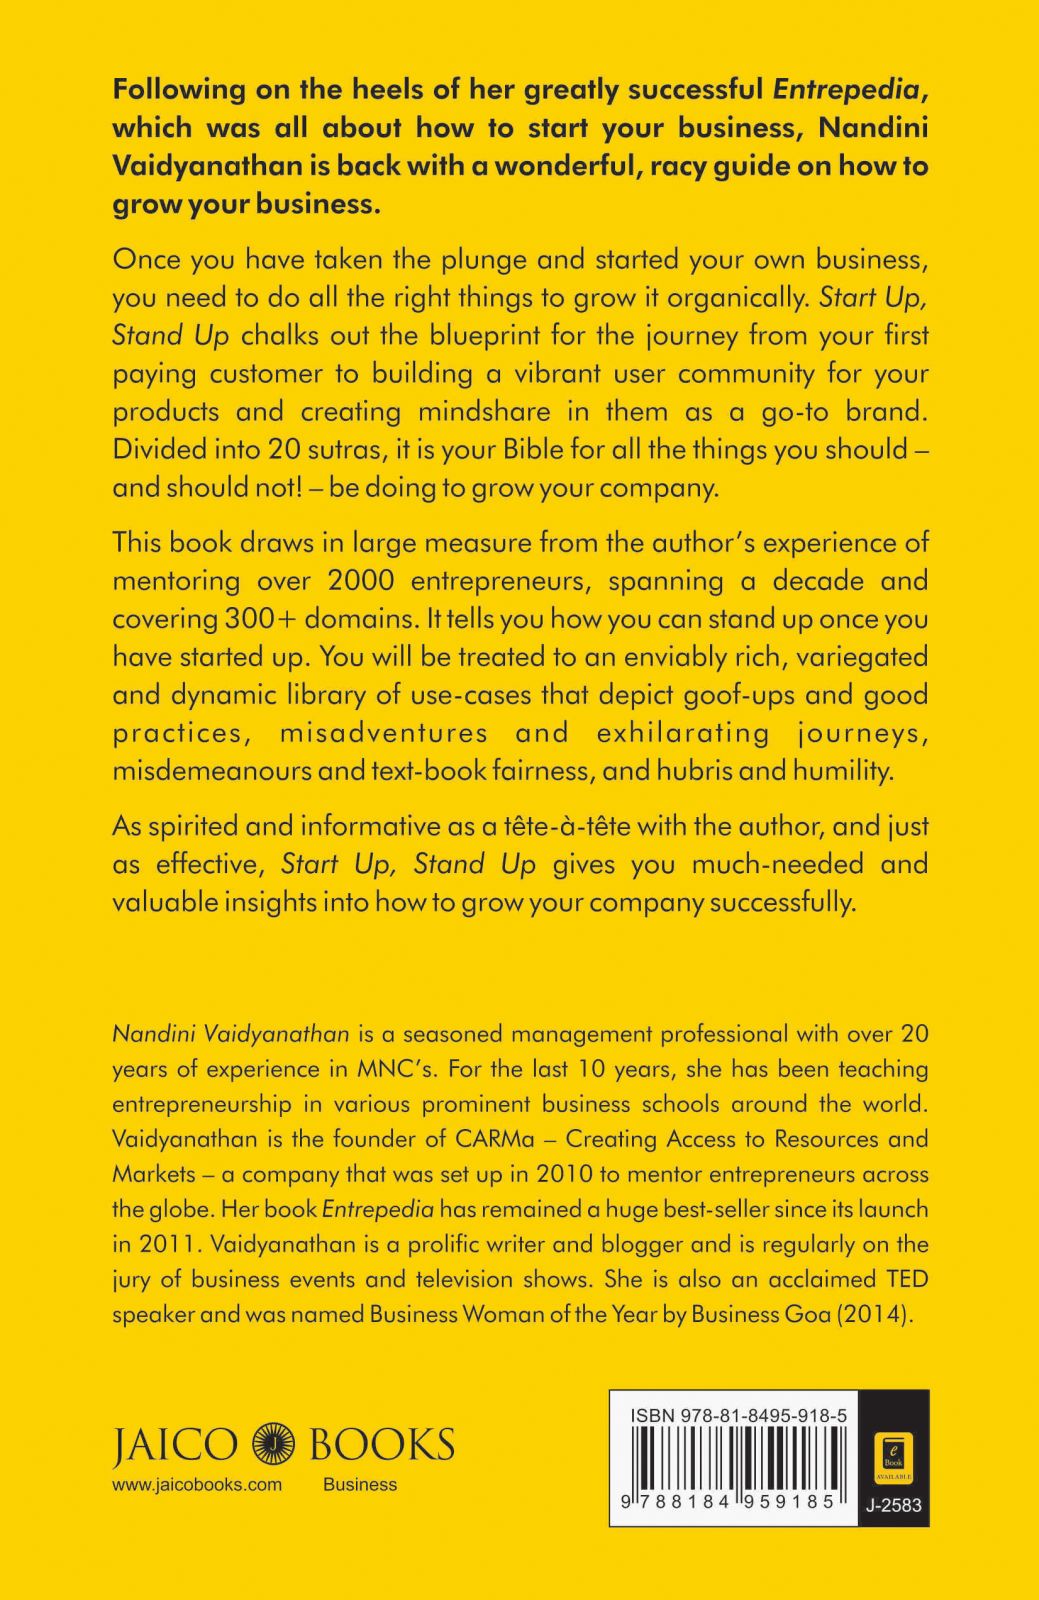 Following on the heels of her greatly successful Entrepedia,
which was all about how to start your business, Nandini
Vaidyanathan is back with a wonderful, racy guide on how to
grow your business.
Once you have taken the plunge and started your own business,
you need to do all the right things to grow it organically. Start Up,
Stand Up chalks out the blueprint for the journey from your first
paying customer to building a vibrant user community for your
products and creating mindshare in them as a go-to brand.
Divided into 20 sutras, it is your Bible for all the things you should –
and should not! – be doing to grow your company.
This book draws in large measure from the author’s experience of
mentoring over 2000 entrepreneurs, spanning a decade and
covering 300+ domains. It tells you how you can stand up once you
have started up. You will be treated to an enviably rich, variegated
and dynamic library of use-cases that depict goof-ups and good
practices, misadventures and exhilarating journeys,
misdemeanours and text-book fairness, and hubris and humility.
As spirited and informative as a tête-à-tête with the author, and just
as effective, Start Up, Stand Up gives you much-needed and
valuable insights into how to grow your company successfully.
Nandini Vaidyanathan is a seasoned management professional with over 20
years of experience in MNC’s. For the last 10 years, she has been teaching
entrepreneurship in various prominent business schools around the world.
Vaidyanathan is the founder of CARMa – Creating Access to Resources and
Markets – a company that was set up in 2010 to mentor entrepreneurs across
the globe. Her book Entrepedia has remained a huge best-seller since its launch
in 2011. Vaidyanathan is a prolific writer and blogger and is regularly on the
jury of business events and television shows. She is also an acclaimed TED
speaker and was named Business Woman of the Year by Business Goa (2014).
JAICO J BOOKS
www.jaicobooks.com Business
ISBN 978-81-8495-918-5
9 788184 959185
e
Book
AVAILABLE
J-2583